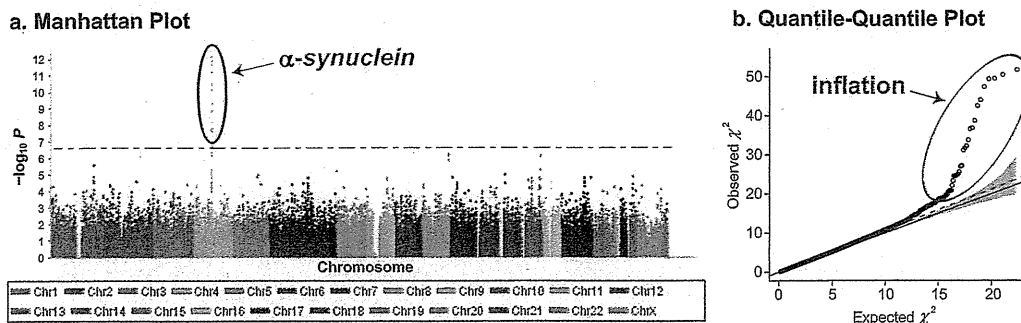 a. Manhattan Plot
α-synuclein
12
11
10
9
8
7
6
5
4
3
2
1
0
−log10 P
Chromosome
Chr1 Chr2 Chr3 Chr4 Chr5 Chr6 Chr7 Chr8 Chr9 Chr10 Chr11 Chr12
Chr13 Chr14 Chr15 Chr16 Chr17 Chr18 Chr19 Chr20 Chr21 Chr22 ChrX
b. Quantile-Quantile Plot
inflation
50
40
30
20
10
0
Observed χ²
0 5 10 15 20
Expected χ²